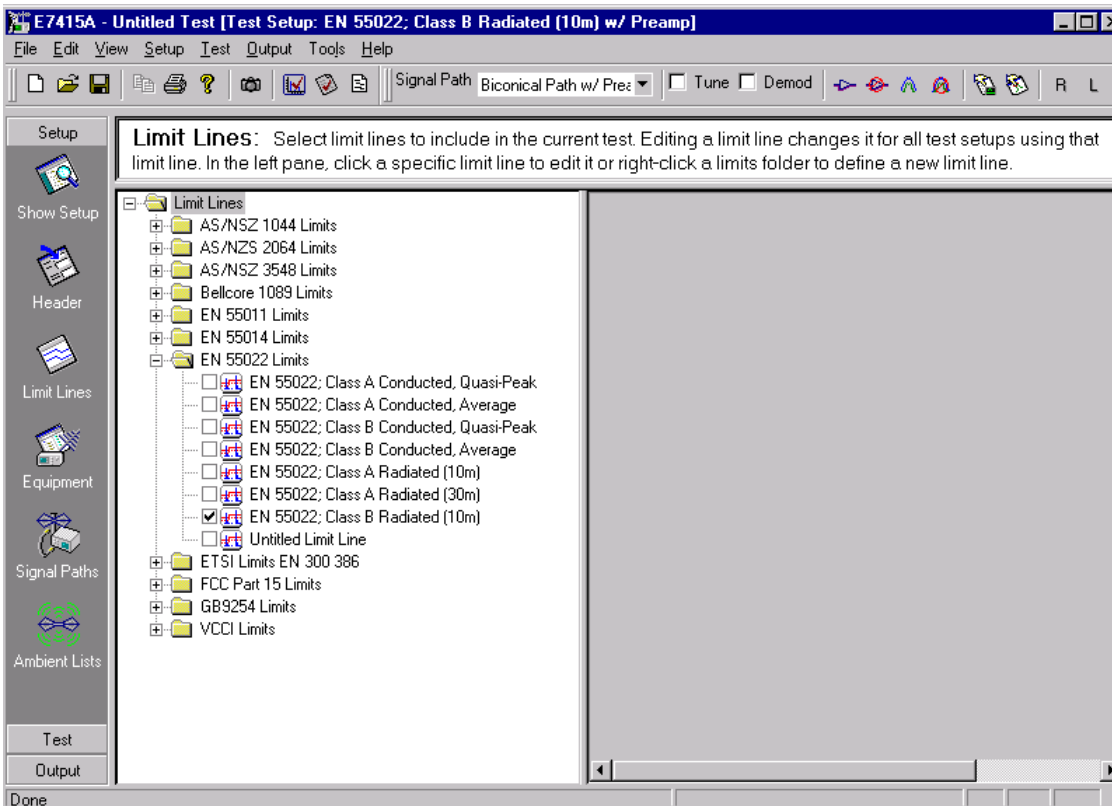 E7415A - Untitled Test [Test Setup: EN 55022; Class B Radiated (10m) w/ Preamp]
File Edit View Setup Test Output Tools Help
Signal Path Biconical Path w/ Prea Tune Demod R L
Setup
Show Setup
Header
Limit Lines
Equipment
Signal Paths
Ambient Lists
Test
Output
Limit Lines: Select limit lines to include in the current test. Editing a limit line changes it for all test setups using that
limit line. In the left pane, click a specific limit line to edit it or right-click a limits folder to define a new limit line.
Limit Lines
AS/NSZ 1044 Limits
AS/NZS 2064 Limits
AS/NSZ 3548 Limits
Bellcore 1089 Limits
EN 55011 Limits
EN 55014 Limits
EN 55022 Limits
EN 55022; Class A Conducted, Quasi-Peak
EN 55022; Class A Conducted, Average
EN 55022; Class B Conducted, Quasi-Peak
EN 55022; Class B Conducted, Average
EN 55022; Class A Radiated (10m)
EN 55022; Class A Radiated (30m)
EN 55022; Class B Radiated (10m)
Untitled Limit Line
ETSI Limits EN 300 386
FCC Part 15 Limits
GB9254 Limits
VCCI Limits
Done